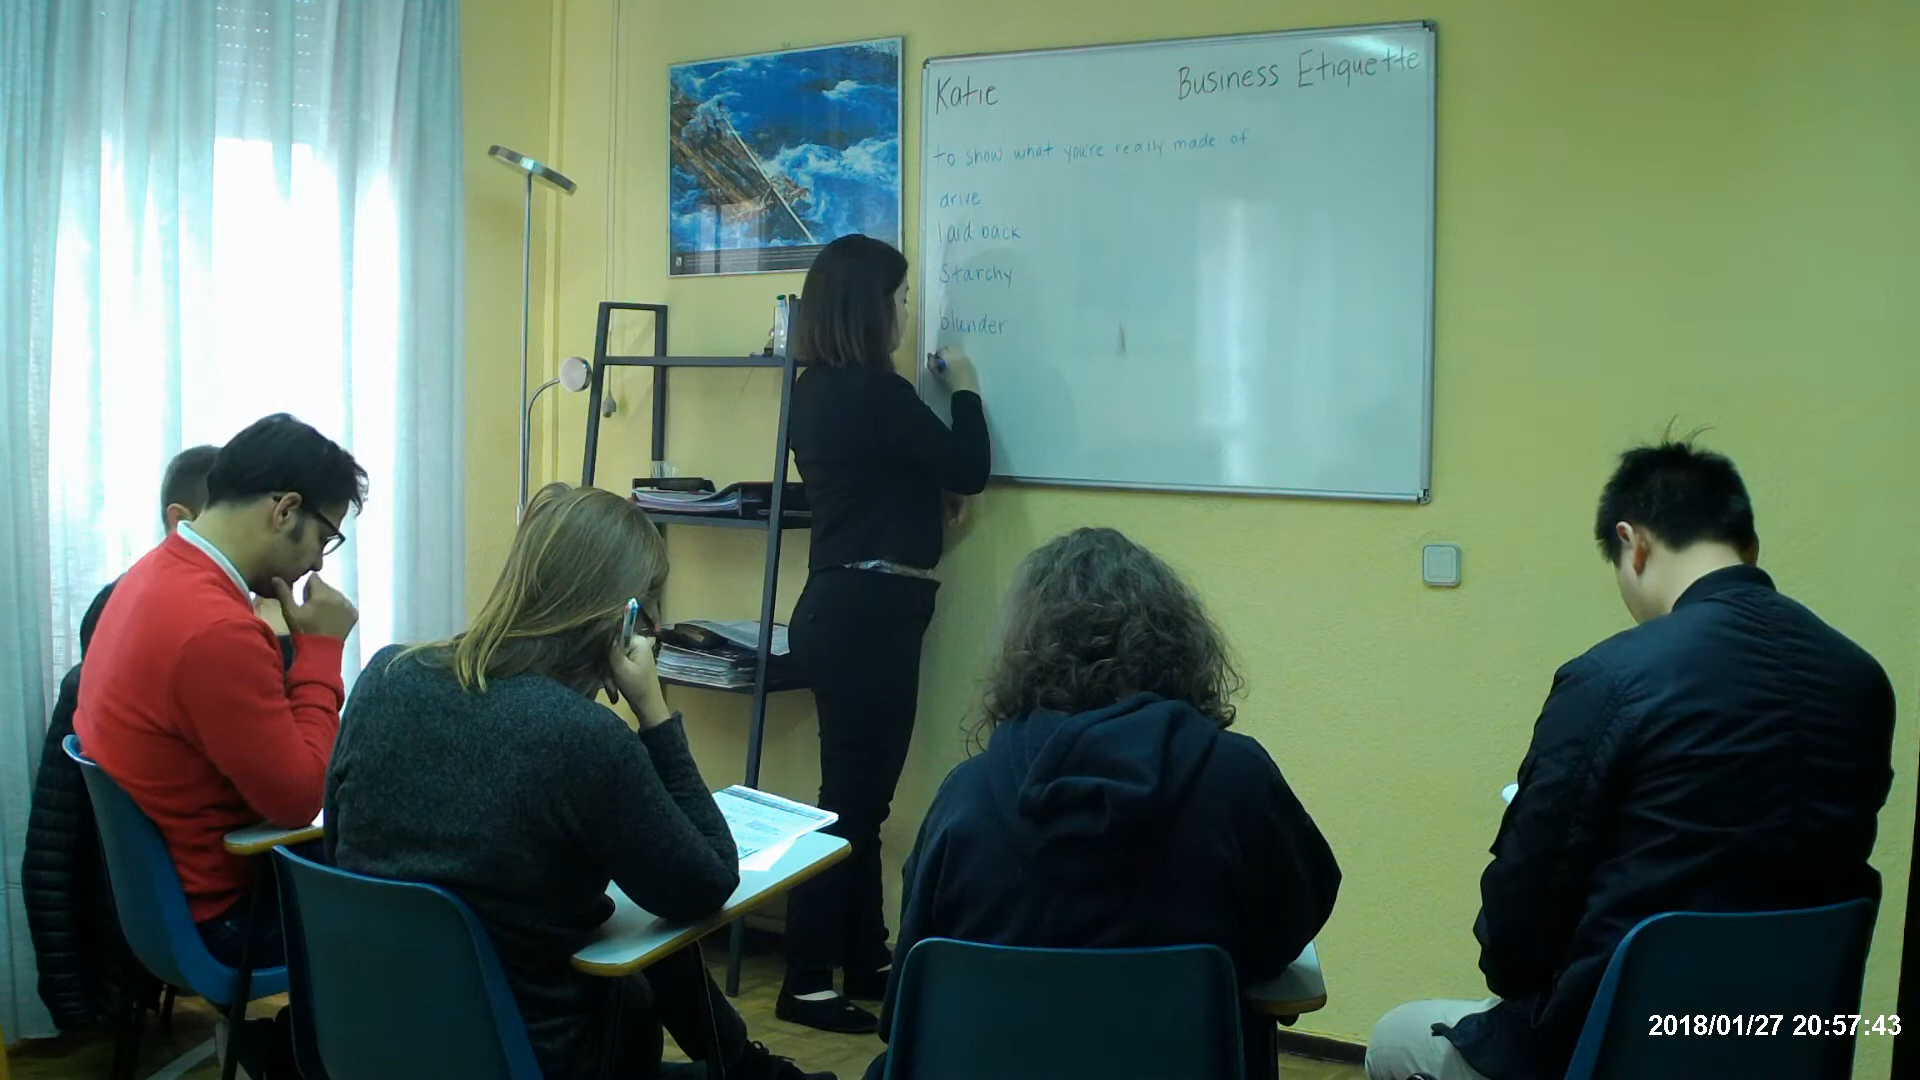 Katie
Business Etiquette
to show what you're really made of
drive
laid back
Starchy
blunder
2018/01/27 20:57:43